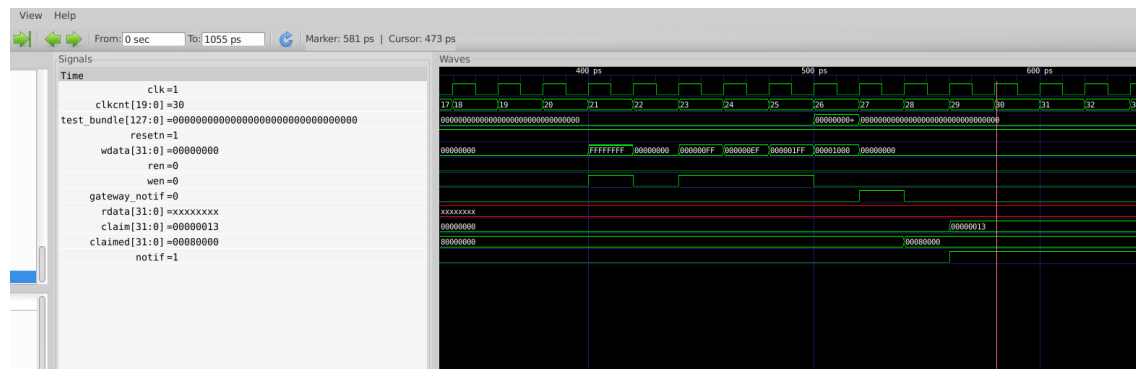 View Help
From: 0 sec To: 1055 ps Marker: 581 ps | Cursor: 473 ps
Signals Waves
Time 400 ps 500 ps 600 ps
clk =1
clkcnt[19:0] =30 17 18 19 20 21 22 23 24 25 26 27 28 29 30 31 32 3
test_bundle[127:0] =00000000000000000000000000000000 00000000000000000000000000000000 00000000+ 00000000000000000000000000000000
resetn =1
wdata[31:0] =00000000 00000000 FFFFFFFF 00000000 000000FF 000000EF 000001FF 00001000 00000000
ren =0
wen =0
gateway_notif =0
rdata[31:0] =xxxxxxxx xxxxxxxx
claim[31:0] =00000013 00000000 00000013
claimed[31:0] =00080000 80000000 00080000
notif =1